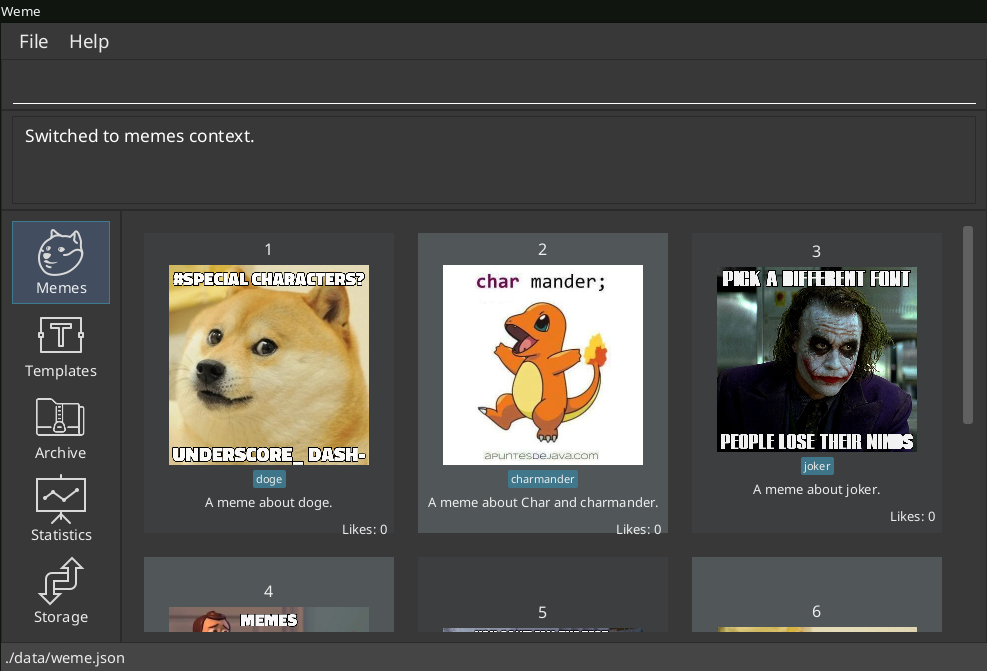 Weme
File Help
Switched to memes context.
Memes
Templates
Archive
Statistics
Storage
1
#SPECIAL CHARACTERS?
UNDERSCORE_ DASH-
doge
A meme about doge.
Likes: 0
2
char mander;
APUNTESDEJAVA.COM
charmander
A meme about Char and charmander.
Likes: 0
3
PICK A DIFFERENT FONT
PEOPLE LOSE THEIR
joker
A meme about joker.
Likes: 0
4
MEMES
5
6
./data/weme.json